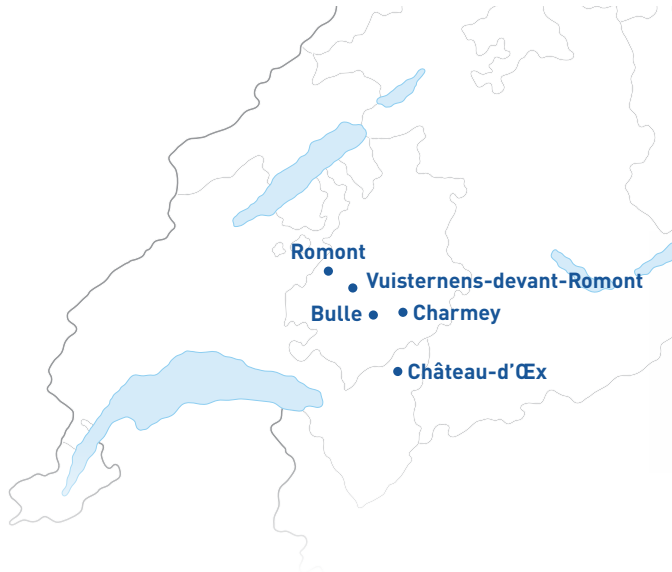 Romont
Vuisternens-devant-Romont
Bulle
Charmey
Château-d’Œx